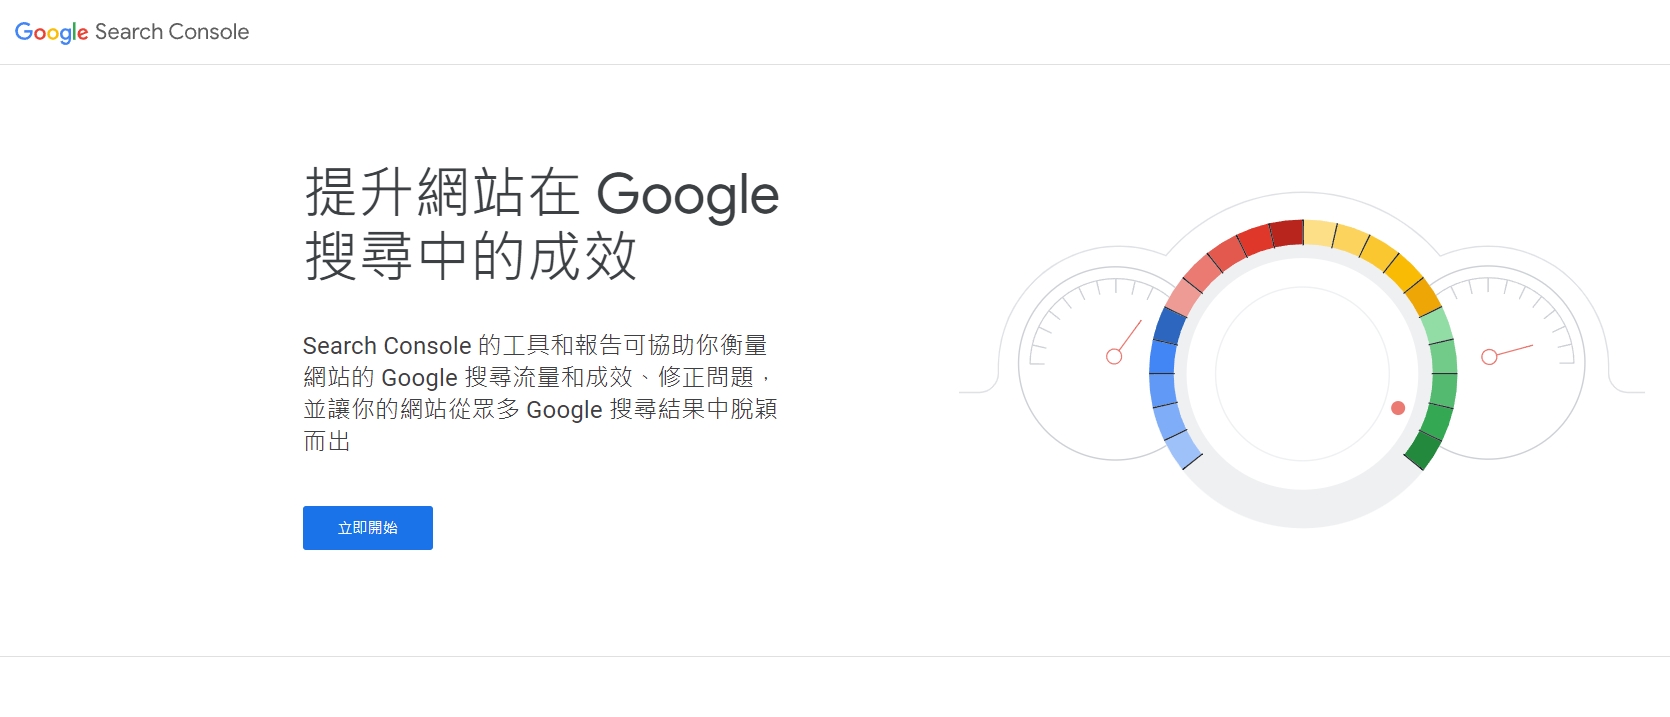 Google Search Console
提升網站在 Google
搜尋中的成效
Search Console 的工具和報告可協助你衡量
網站的 Google 搜尋流量和成效、修正問題，
並讓你的網站從眾多 Google 搜尋結果中脫穎
而出
立即開始